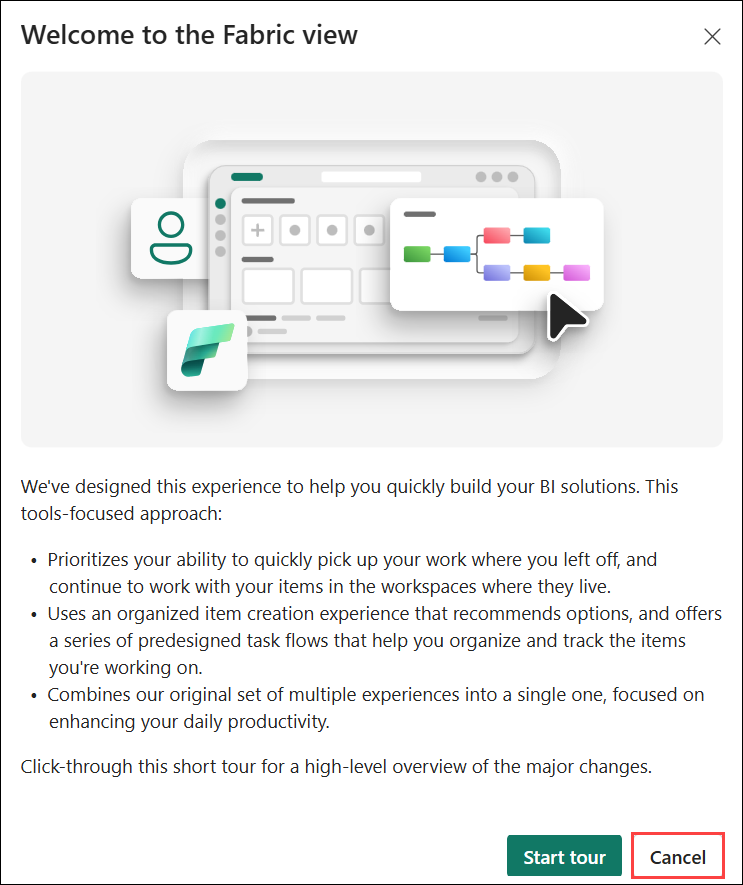 Welcome to the Fabric view
We've designed this experience to help you quickly build your BI solutions. This
tools-focused approach:
• Prioritizes your ability to quickly pick up your work where you left off, and
continue to work with your items in the workspaces where they live.
• Uses an organized item creation experience that recommends options, and offers
a series of predesigned task flows that help you organize and track the items
you're working on.
• Combines our original set of multiple experiences into a single one, focused on
enhancing your daily productivity.
Click-through this short tour for a high-level overview of the major changes.
Start tour
Cancel